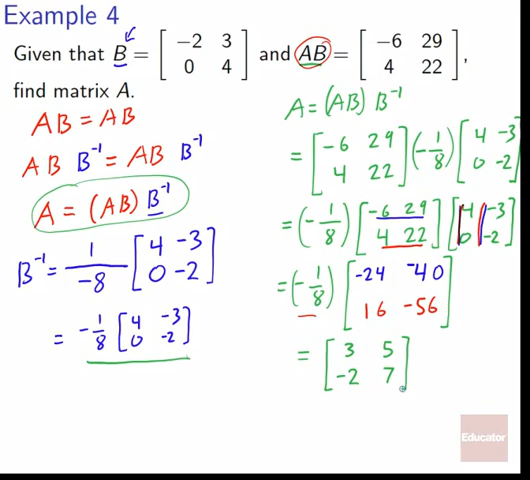 Example 4
Given that B = [ −2 3 ] and AB = [ −6 29 ],
[ 0 4 ] [ 4 22 ]
find matrix A.
AB = AB
AB B⁻¹ = AB B⁻¹
A = (AB) B⁻¹
B⁻¹ = 1/−8 [ 4 −3 ]
[ 0 −2 ]
= −1/8 [ 4 −3 ]
[ 0 −2 ]
A = (AB) B⁻¹
= [ −6 29 ] (−1/8) [ 4 −3 ]
[ 4 22 ] [ 0 −2 ]
= (−1/8) [ −6 29 ] [ 4 −3 ]
[ 4 22 ] [ 0 −2 ]
= (−1/8) [ −24 −40 ]
[ 16 −56 ]
= [ 3 5 ]
[ −2 7 ]
Educator